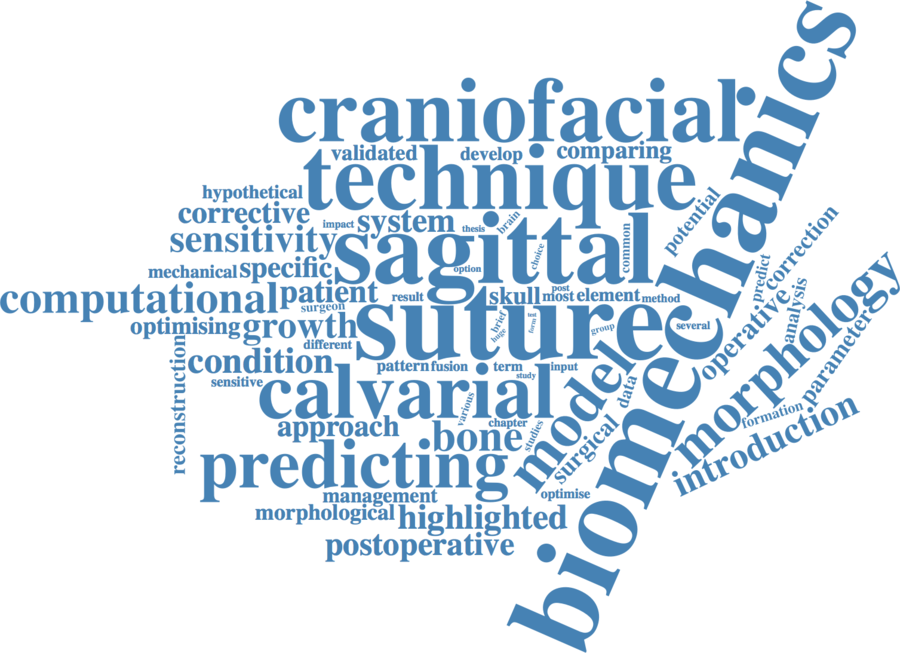 craniofacial
biomechanics
validated develop comparing
technique
hypothetical
corrective
impact system thesis brain
potential
sensitivity
sagittal
choice common
option
mechanical specific
predict correction
computational patient
result skull post most element method
surgeon
optimising growth
suture
brief huge test form group several
operative analysis
different
morphology
parameter
reconstruction
condition
pattern fusion term input
study
sensitive
calvarial
various
model data
formation
approach
bone chapter studies surgical
introduction
predicting
management
optimise
morphological highlighted
postoperative